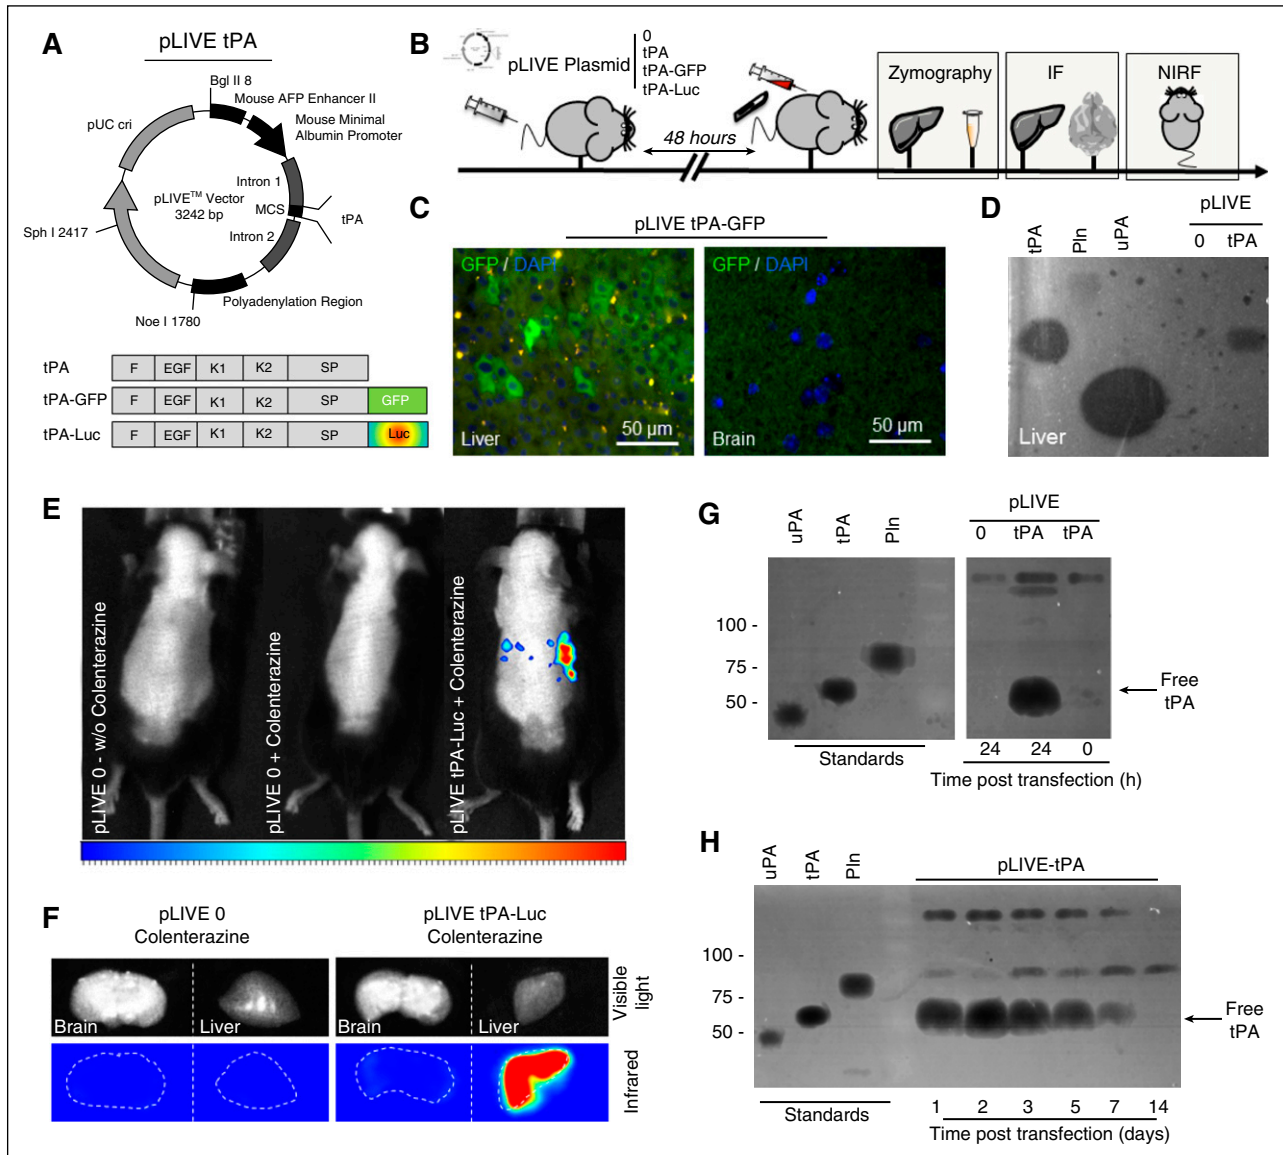 A
pLIVE tPA
Bgl II 8
Mouse AFP Enhancer II
Mouse Minimal
Albumin Promoter
pUC cri
Intron 1
pLIVE™ Vector
3242 bp
MCS
tPA
Sph I 2417
Intron 2
Polyadenylation Region
Noe I 1780
tPA F EGF K1 K2 SP
tPA-GFP F EGF K1 K2 SP GFP
tPA-Luc F EGF K1 K2 SP Luc
B
pLIVE Plasmid
0
tPA
tPA-GFP
tPA-Luc
48 hours
Zymography
IF
NIRF
C
pLIVE tPA-GFP
GFP / DAPI
Liver
50 µm
GFP / DAPI
Brain
50 µm
D
tPA
Pln
uPA
pLIVE
0 tPA
Liver
E
pLIVE 0 - w/o Colenterazine
pLIVE 0 + Colenterazine
pLIVE tPA-Luc + Colenterazine
F
pLIVE 0
Colenterazine
pLIVE tPA-Luc
Colenterazine
Brain
Liver
Brain
Liver
Visible
light
Infrared
G
uPA
tPA
Pln
pLIVE
0 tPA tPA
100 -
75 -
50 -
Free
tPA
Standards
24 24 0
Time post transfection (h)
H
uPA
tPA
Pln
pLIVE-tPA
100 -
75 -
50 -
Free
tPA
Standards
1 2 3 5 7 14
Time post transfection (days)